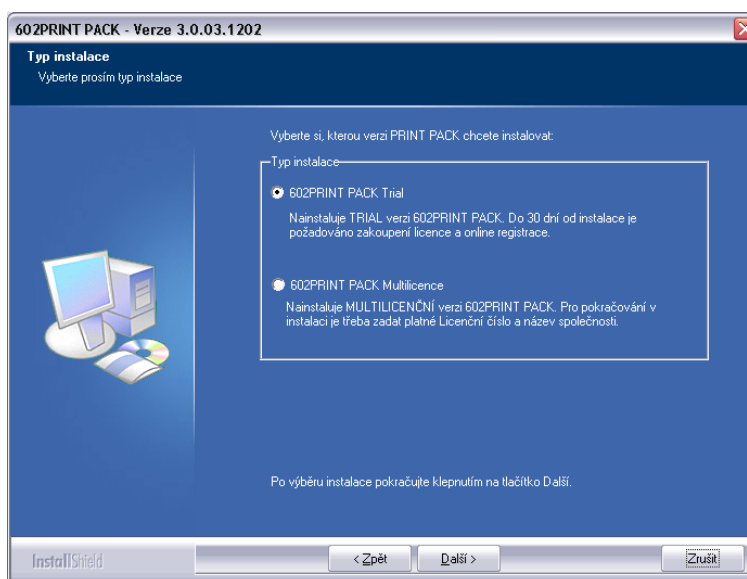 602PRINT PACK - Verze 3.0.03.1202
Typ instalace
Vyberte prosím typ instalace
Vyberte si, kterou verzi PRINT PACK chcete instalovat:
Typ instalace
602PRINT PACK Trial
Nainstaluje TRIAL verzi 602PRINT PACK. Do 30 dní od instalace je
požadováno zakoupení licence a online registrace.
602PRINT PACK Multilicence
Nainstaluje MULTILICENČNÍ verzi 602PRINT PACK. Pro pokračování v
instalaci je třeba zadat platné Licenční číslo a název společnosti.
Po výběru instalace pokračujte klepnutím na tlačítko Další.
InstallShield
< Zpět
Další >
Zrušit